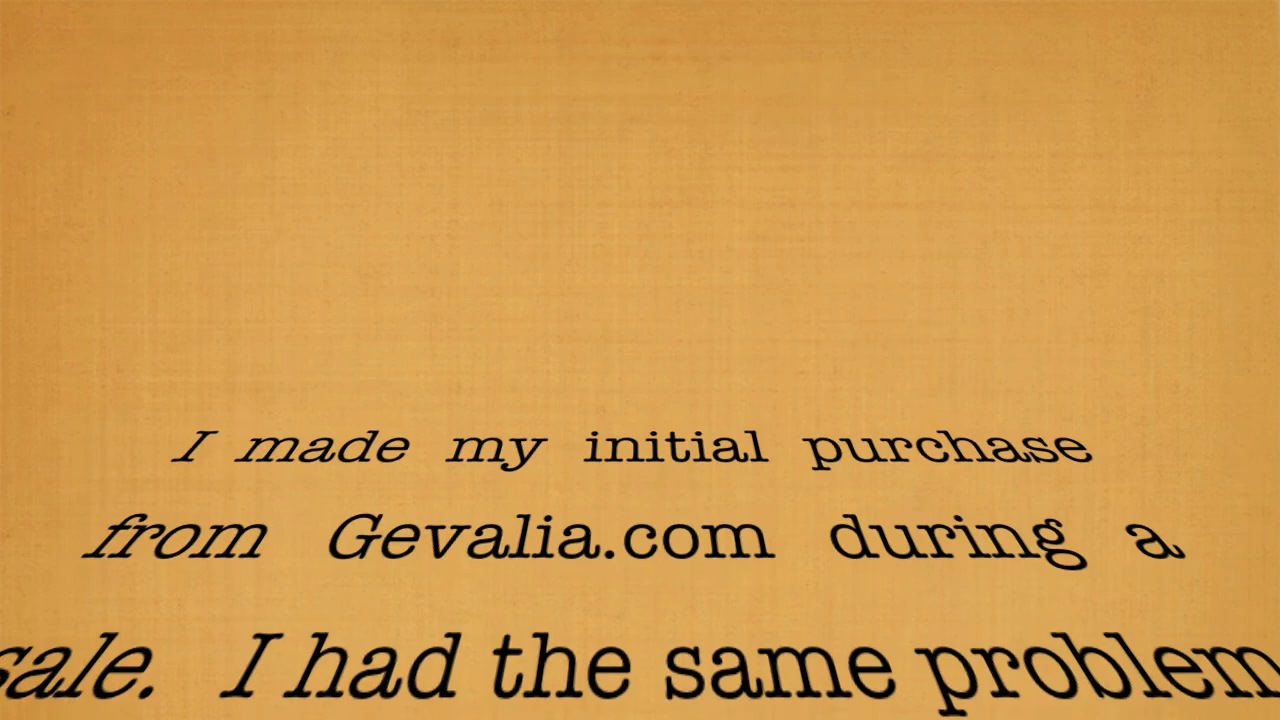 I made my initial purchase
from Gevalia.com during a
sale. I had the same problem